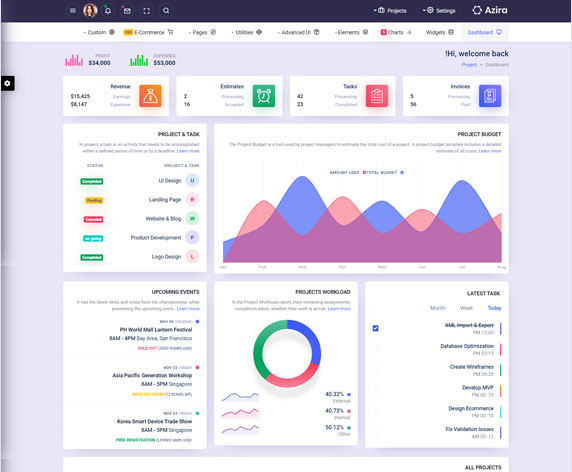 Projects
Settings
Azira
Custom
Hot E-Commerce
Pages
Utilities
Advanced UI
Elements
6 Charts
Widgets
Dashboard
PROFIT
$34,000
EXPENSES
$53,000
!Hi, welcome back
Project
Dashboard
Revenue
$15,425 Earnings
$8,147 Expensive
Estimates
2 Processing
16 Accepted
Tasks
42 Processing
23 Completed
Invoices
5 Processing
56 Paid
PROJECT & TASK
In project, a task is an activity that needs to be accomplished
within a defined period of time or by a deadline. Learn more
STATUS PROJECT & TASK
Completed UI Design U
Pending Landing Page R
Canceled Website & Blog W
on-going Product Development P
Completed Logo Design L
PROJECT BUDGET
The Project Budget is a tool used by project managers to estimate the total cost of a project. A project budget template includes a detailed
estimate of all costs. Learn more
AMOUNT USED TOTAL BUDGET
Jan Feb Mar Apr May Jun Jul Aug
UPCOMING EVENTS
It had the latest news and notes from the championship, while
previewing the upcoming event. Learn more
NOV 23 TUESDAY
PH World Mall Lantern Festival
8AM - 4PM Bay Area, San Francisco
SOLD OUT (3000 tickets sold)
NOV 23 FRIDAY
Asia Pacific Generation Workshop
8AM - 5PM Singapore
SOLD OUT SOON (12 tickets left)
NOV 23 FRIDAY
Korea Smart Device Trade Show
8AM - 5PM Singapore
FREE REGISTRATION (Limited seats only)
PROJECTS WORKLOAD
In the Project Workload report, thee remaining assignments,
completion dates, whether their work is at risk. Learn more
40.32%
External
40.73%
Internal
50.12%
Other
LATEST TASK
Month Week Today
XML Import & Export
PM 12:00
Database Optimization
PM 02:13
Create Wireframes
PM 06:20
Develop MVP
PM 00:10
Design Ecommerce
PM 00:10
Fix Validation Issues
AM 00:12
ALL PROJECTS